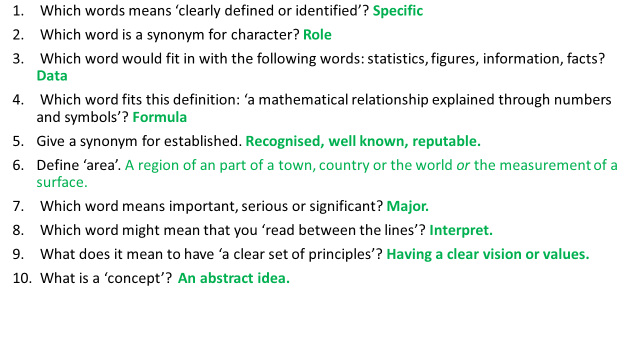 1. Which words means ‘clearly defined or identified’? Specific
2. Which word is a synonym for character? Role
3. Which word would fit in with the following words: statistics, figures, information, facts?
Data
4. Which word fits this definition: ‘a mathematical relationship explained through numbers
and symbols’? Formula
5. Give a synonym for established. Recognised, well known, reputable.
6. Define ‘area’. A region of an part of a town, country or the world or the measurement of a
surface.
7. Which word means important, serious or significant? Major.
8. Which word might mean that you ‘read between the lines’? Interpret.
9. What does it mean to have ‘a clear set of principles’? Having a clear vision or values.
10. What is a ‘concept’? An abstract idea.